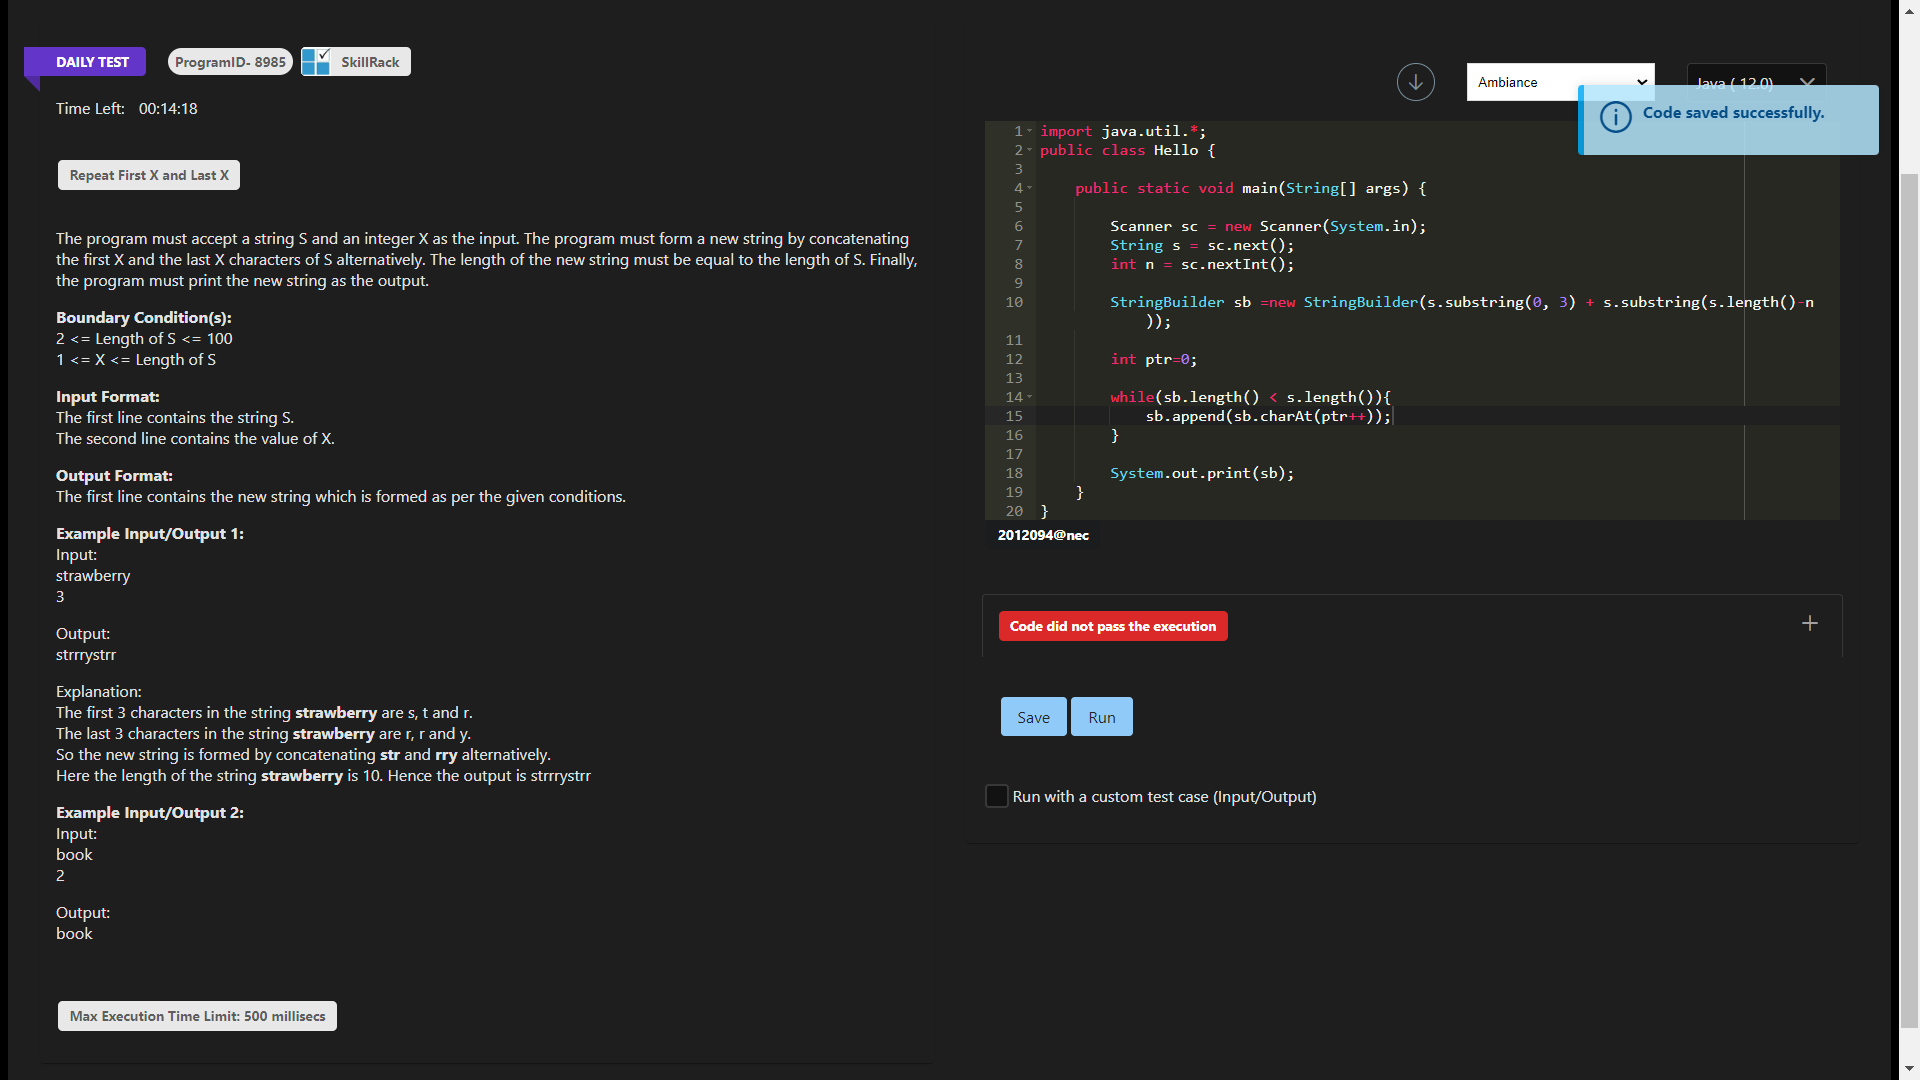 DAILY TEST
ProgramID- 8985
SkillRack
Time Left: 00:14:18
Repeat First X and Last X
The program must accept a string S and an integer X as the input. The program must form a new string by concatenating
the first X and the last X characters of S alternatively. The length of the new string must be equal to the length of S. Finally,
the program must print the new string as the output.
Boundary Condition(s):
2 <= Length of S <= 100
1 <= X <= Length of S
Input Format:
The first line contains the string S.
The second line contains the value of X.
Output Format:
The first line contains the new string which is formed as per the given conditions.
Example Input/Output 1:
Input:
strawberry
3
Output:
strrrystrr
Explanation:
The first 3 characters in the string strawberry are s, t and r.
The last 3 characters in the string strawberry are r, r and y.
So the new string is formed by concatenating str and rry alternatively.
Here the length of the string strawberry is 10. Hence the output is strrrystrr
Example Input/Output 2:
Input:
book
2
Output:
book
Max Execution Time Limit: 500 millisecs
Ambiance
Java ( 12.0)
Code saved successfully.
1 import java.util.*;
2 public class Hello {
3
4 public static void main(String[] args) {
5
6 Scanner sc = new Scanner(System.in);
7 String s = sc.next();
8 int n = sc.nextInt();
9
10 StringBuilder sb =new StringBuilder(s.substring(0, 3) + s.substring(s.length()-n
));
11
12 int ptr=0;
13
14 while(sb.length() < s.length()){
15 sb.append(sb.charAt(ptr++));
16 }
17
18 System.out.print(sb);
19 }
20 }
2012094@nec
Code did not pass the execution
Save
Run
Run with a custom test case (Input/Output)